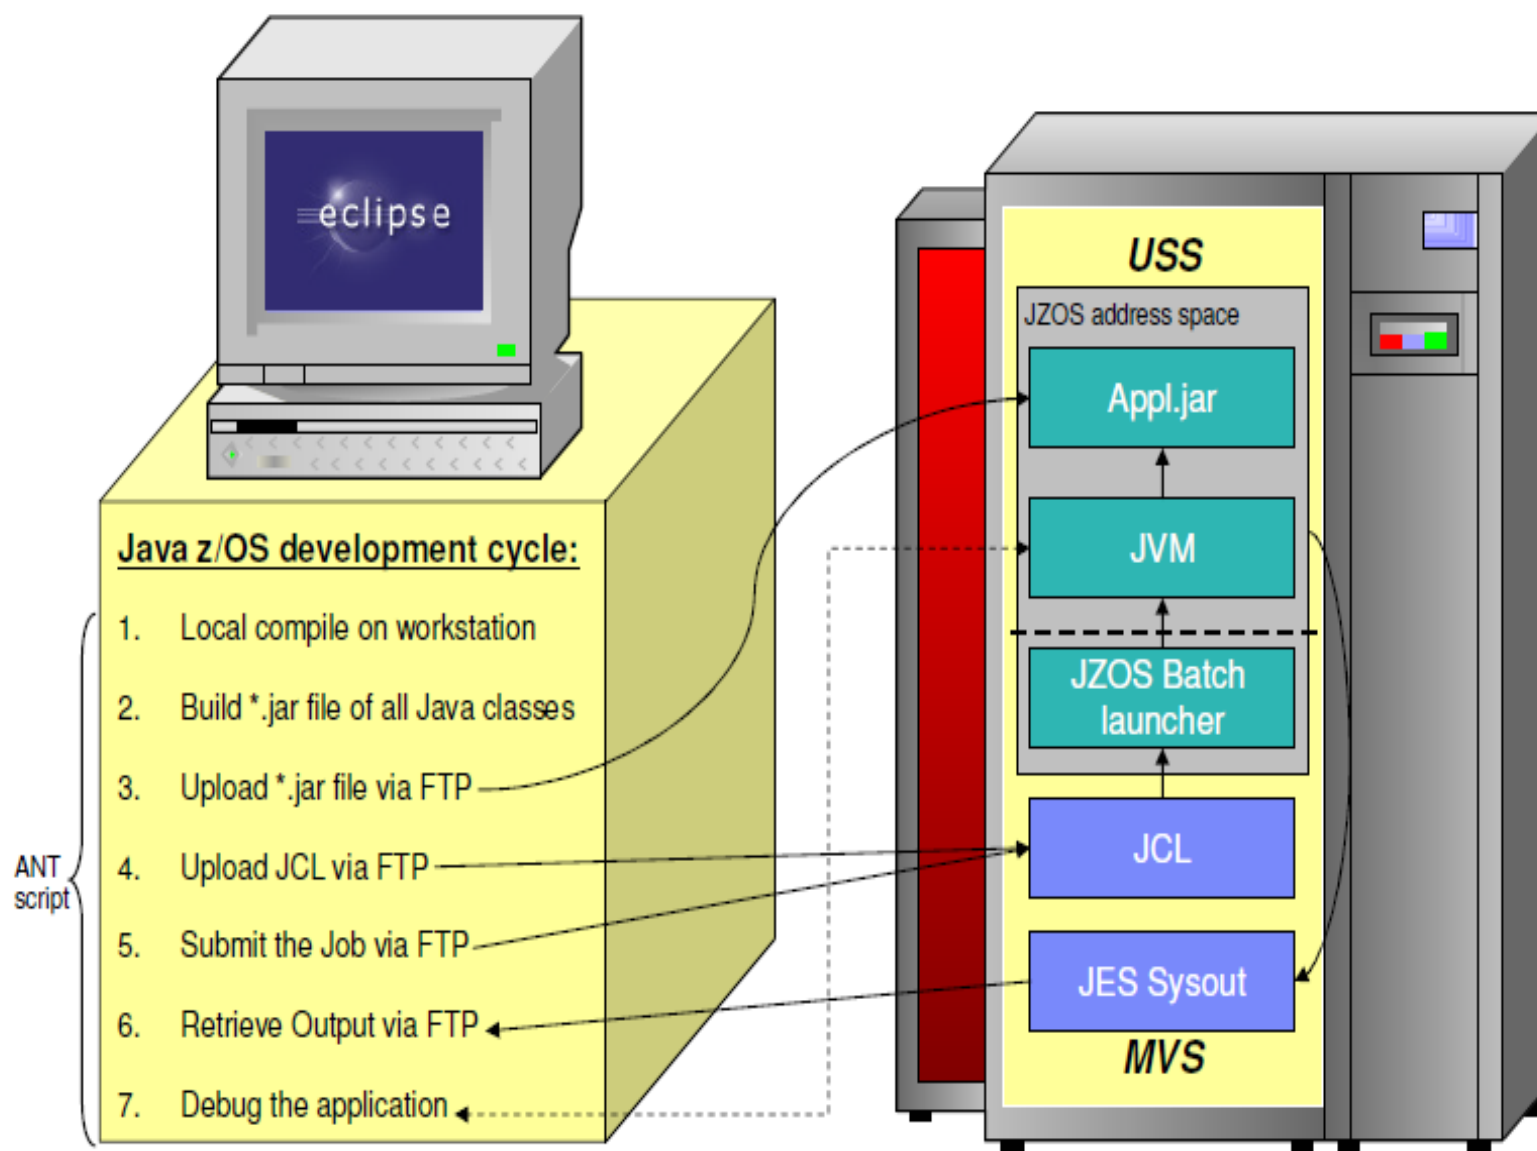 eclipse
Java z/OS development cycle:
1. Local compile on workstation
2. Build *.jar file of all Java classes
3. Upload *.jar file via FTP
4. Upload JCL via FTP
5. Submit the Job via FTP
6. Retrieve Output via FTP
7. Debug the application
ANT
script
USS
JZOS address space
Appl.jar
JVM
JZOS Batch
launcher
JCL
JES Sysout
MVS